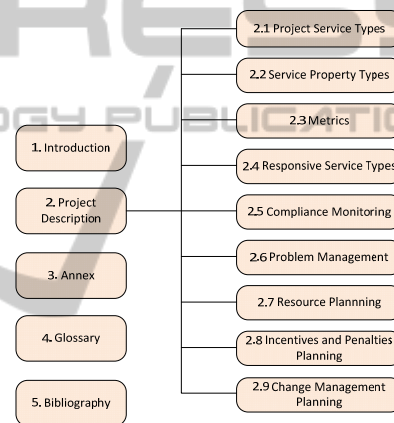 1. Introduction
2. Project
Description
3. Annex
4. Glossary
5. Bibliography
2.1 Project Service Types
2.2 Service Property Types
2.3 Metrics
2.4 Responsive Service Types
2.5 Compliance Monitoring
2.6 Problem Management
2.7 Resource Plannning
2.8 Incentives and Penalties
Planning
2.9 Change Management
Planning